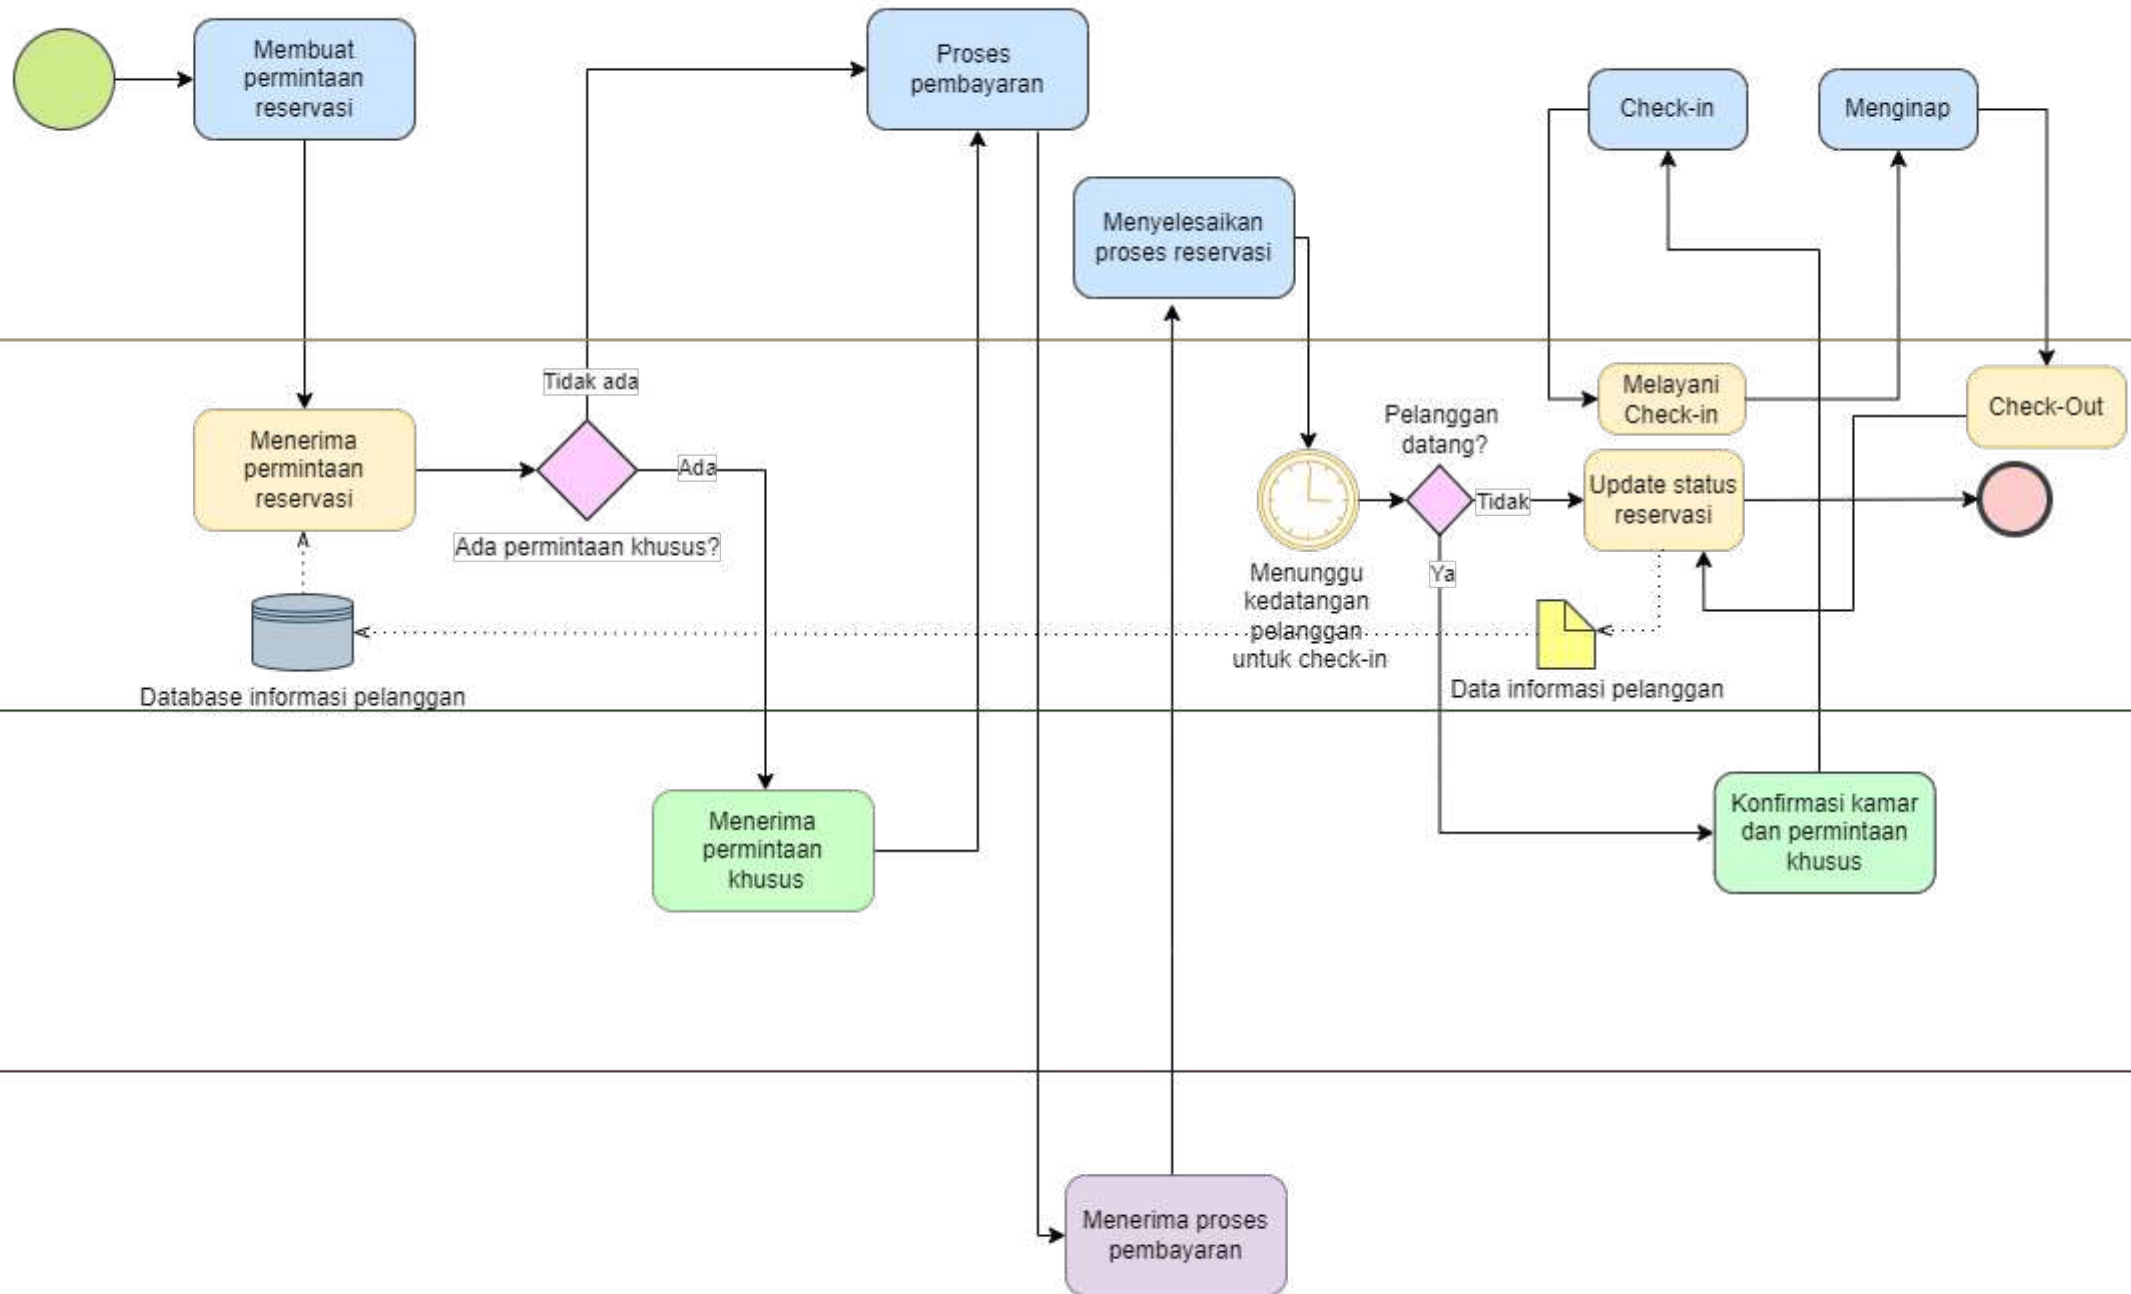 Membuat
permintaan
reservasi
Proses
pembayaran
Check-in
Menginap
Menyelesaikan
proses reservasi
Tidak ada
Menerima
permintaan
reservasi
Ada
Ada permintaan khusus?
Pelanggan
datang?
Melayani
Check-in
Check-Out
Tidak
Update status
reservasi
Ya
Menunggu
kedatangan
pelanggan
untuk check-in
Database informasi pelanggan
Data informasi pelanggan
Menerima
permintaan
khusus
Konfirmasi kamar
dan permintaan
khusus
Menerima proses
pembayaran